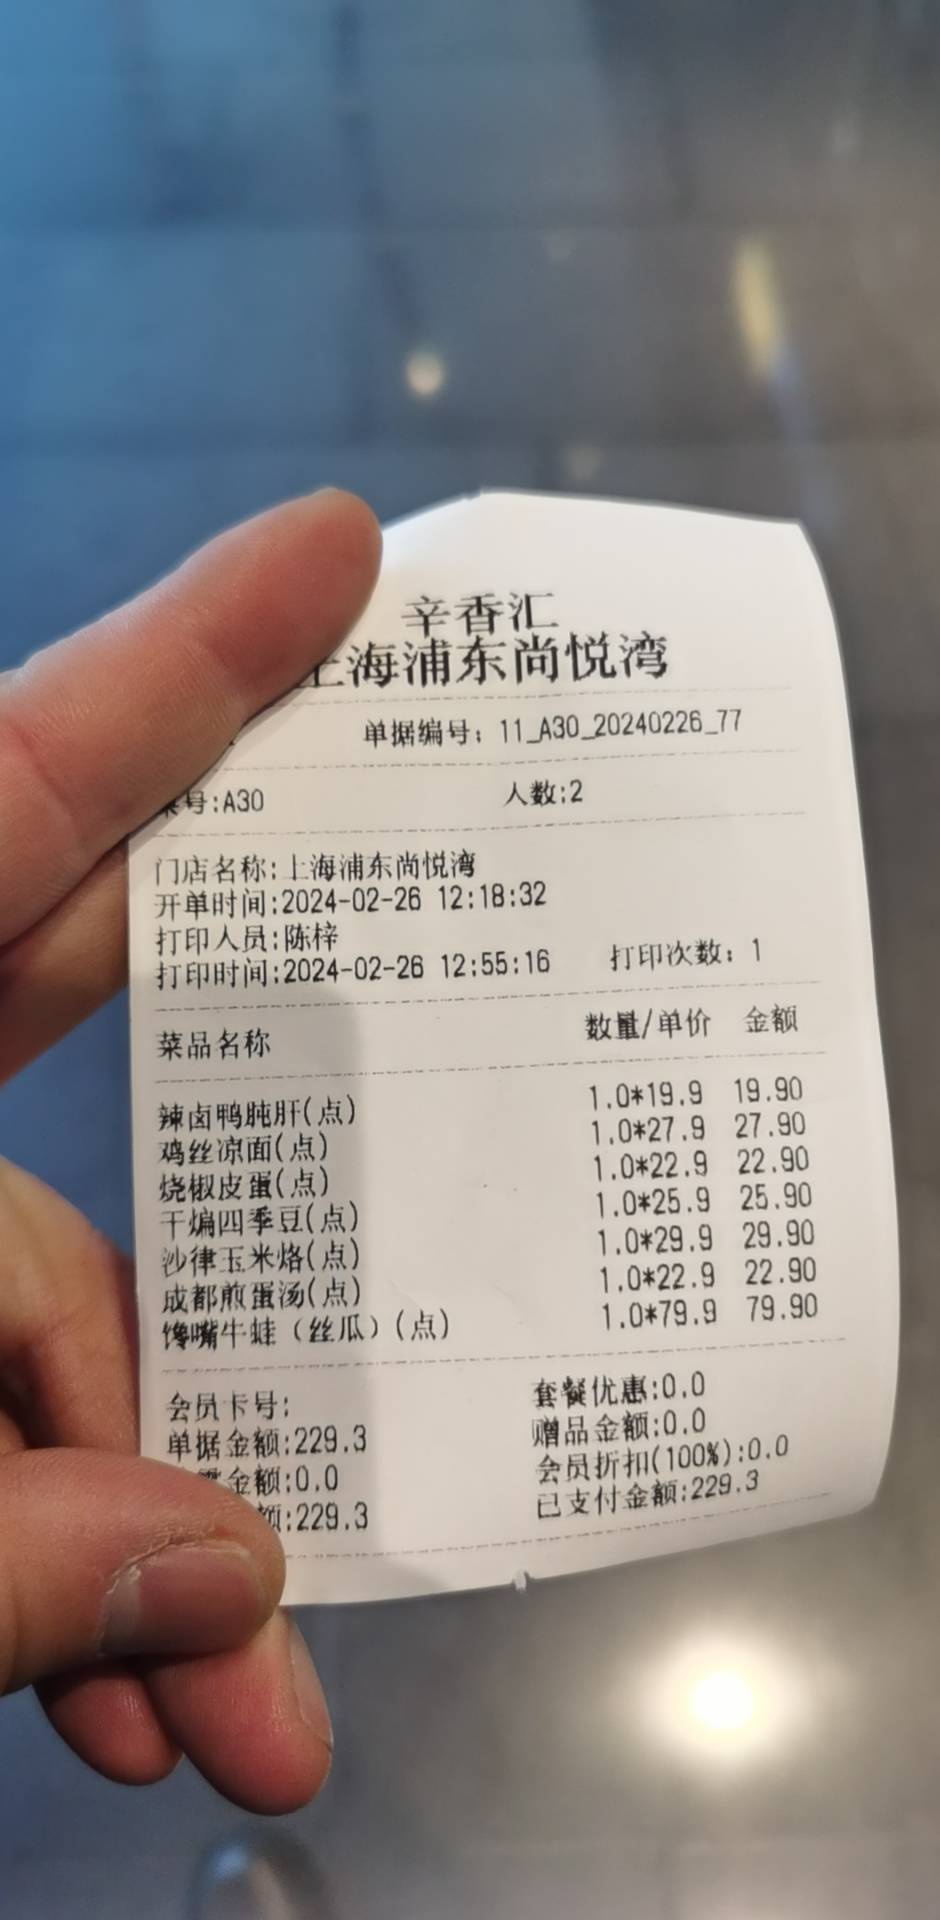 辛香汇
上海浦东尚悦湾
单据编号: 11_A30_20240226_77
桌号:A30 人数:2
门店名称:上海浦东尚悦湾
开单时间:2024-02-26 12:18:32
打印人员:陈梓
打印时间:2024-02-26 12:55:16 打印次数: 1
菜品名称 数量/单价 金额
辣卤鸭肫肝(点) 1.0*19.9 19.90
鸡丝凉面(点) 1.0*27.9 27.90
烧椒皮蛋(点) 1.0*22.9 22.90
干煸四季豆(点) 1.0*25.9 25.90
沙律玉米烙(点) 1.0*29.9 29.90
成都煎蛋汤(点) 1.0*22.9 22.90
馋嘴牛蛙（丝瓜）(点) 1.0*79.9 79.90
会员卡号: 套餐优惠:0.0
单据金额:229.3 赠品金额:0.0
金额:0.0 会员折扣(100%):0.0
额:229.3 已支付金额:229.3